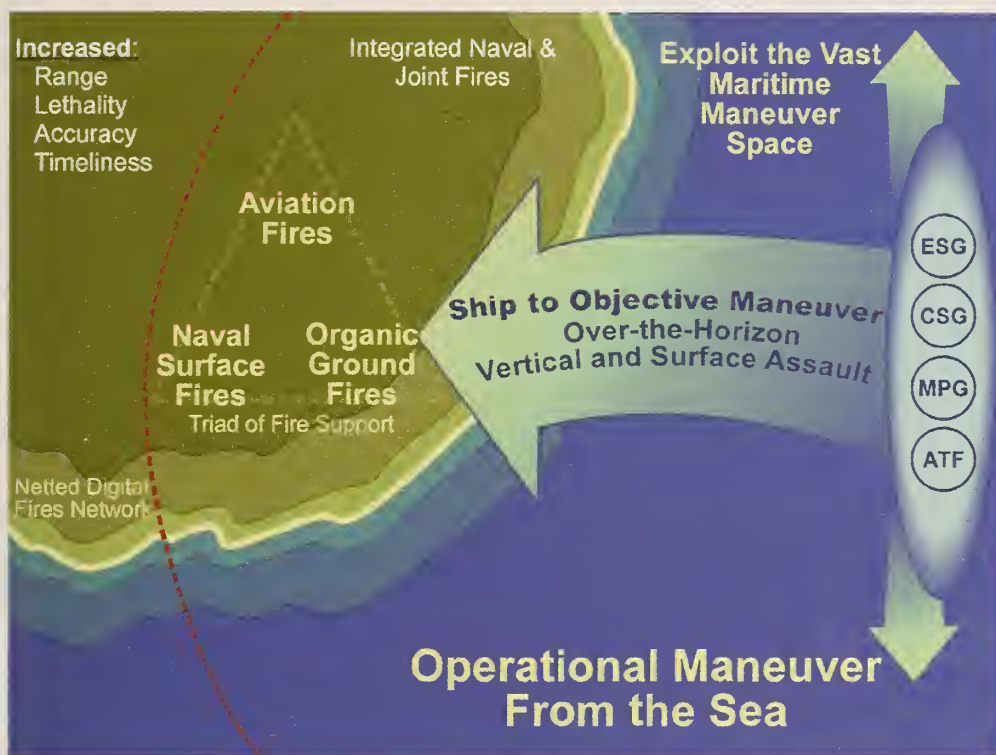 Increased:
Range
Lethality
Accuracy
Timeliness
Integrated Naval &
Joint Fires
Exploit the Vast
Maritime
Maneuver
Space
Aviation
Fires
Naval
Surface
Fires
Organic
Ground
Fires
Triad of Fire Support
Netted Digital
Fires Network
Ship to Objective Maneuver
Over-the-Horizon
Vertical and Surface Assault
ESG
CSG
MPG
ATF
Operational Maneuver
From the Sea